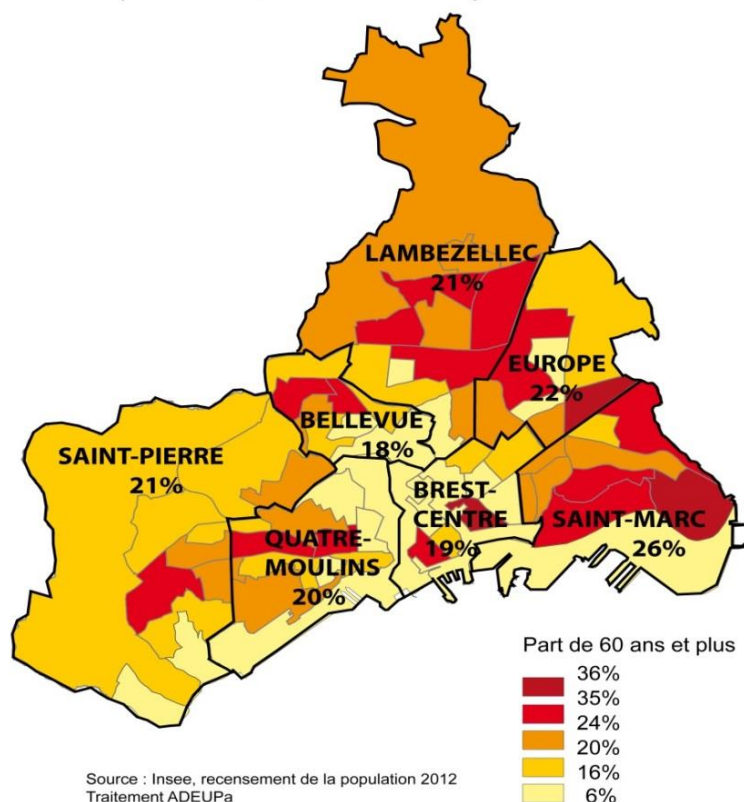 LAMBEZELLEC
21%
EUROPE
22%
BELLEVUE
18%
SAINT-PIERRE
21%
BREST-
CENTRE
19%
SAINT-MARC
26%
QUATRE-
MOULINS
20%
Part de 60 ans et plus
36%
35%
24%
20%
16%
6%
Source : Insee, recensement de la population 2012
Traitement ADEUPa